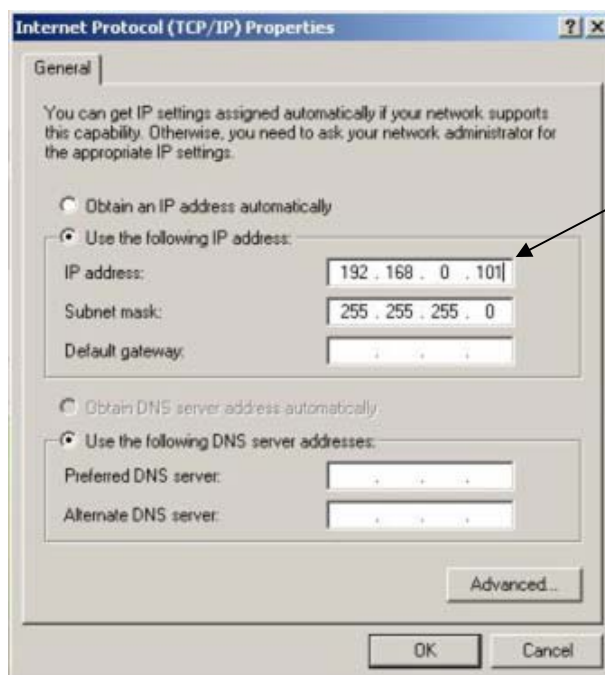 Internet Protocol (TCP/IP) Properties
General
You can get IP settings assigned automatically if your network supports
this capability. Otherwise, you need to ask your network administrator for
the appropriate IP settings.
Obtain an IP address automatically
Use the following IP address:
IP address: 192 . 168 . 0 . 101
Subnet mask: 255 . 255 . 255 . 0
Default gateway: . . .
Obtain DNS server address automatically
Use the following DNS server addresses:
Preferred DNS server: . . .
Alternate DNS server: . . .
Advanced...
OK Cancel